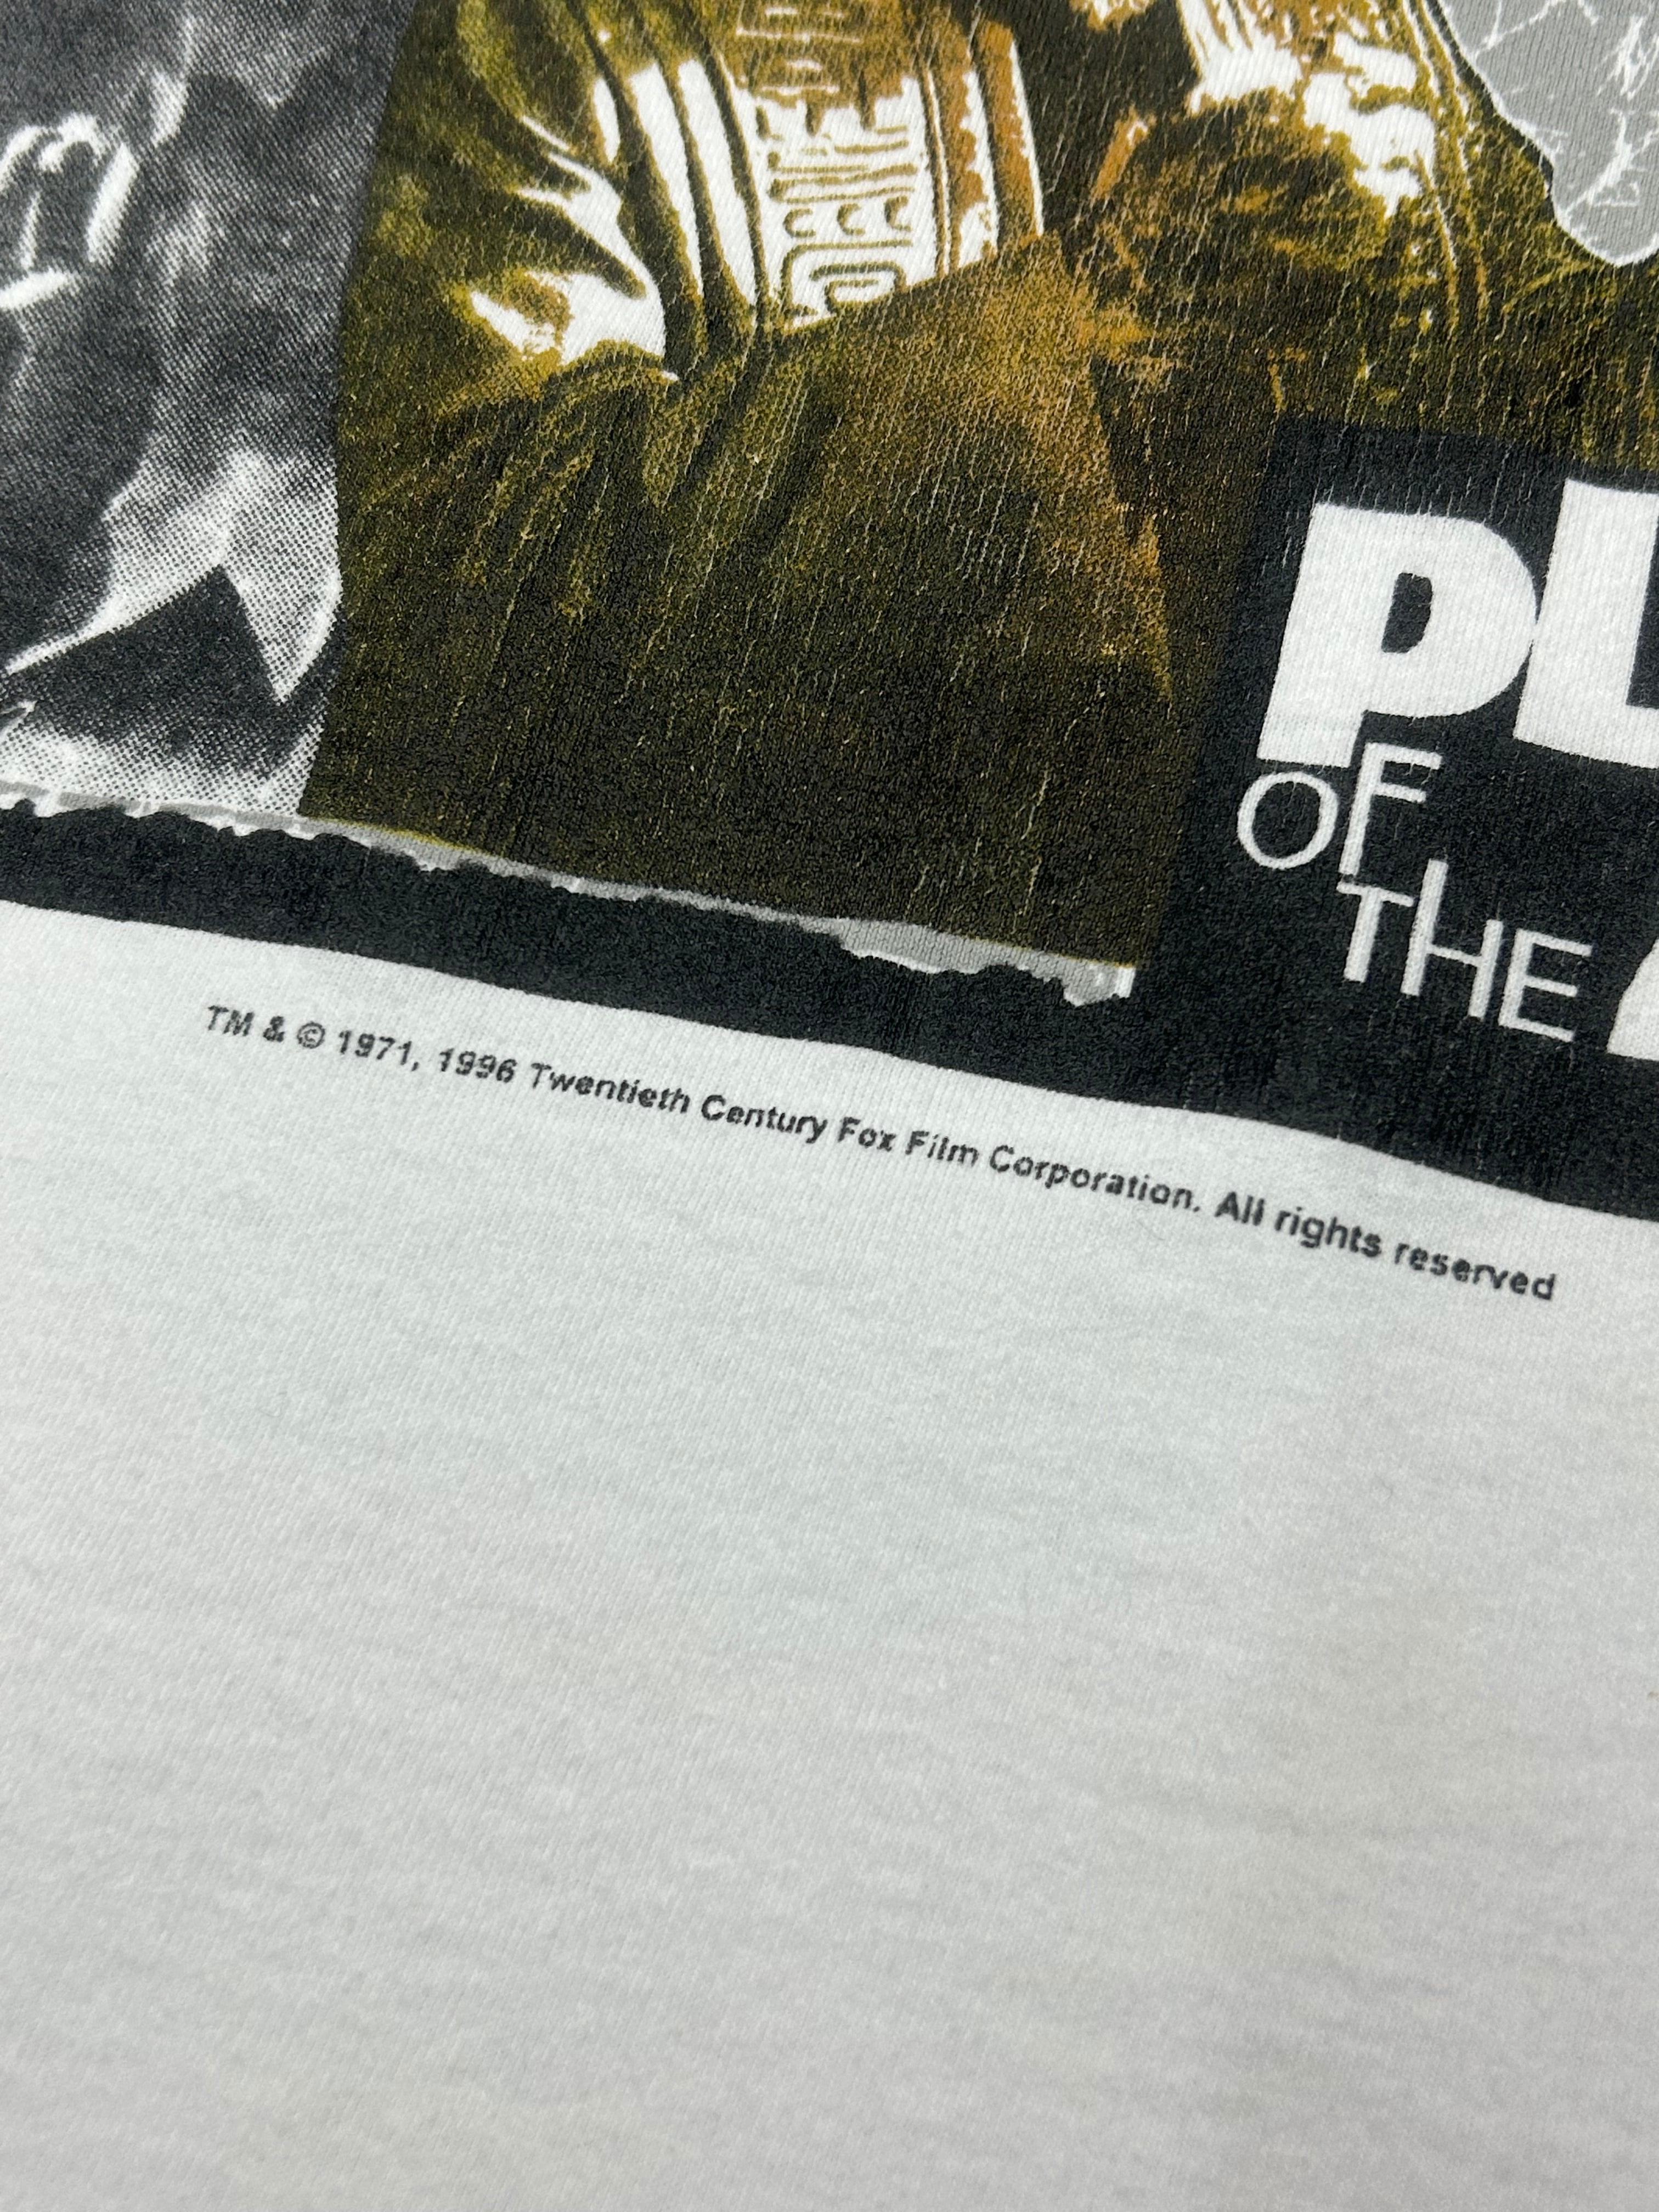 PL
OF
THE
TM & © 1971, 1996 Twentieth Century Fox Film Corporation. All rights reserved